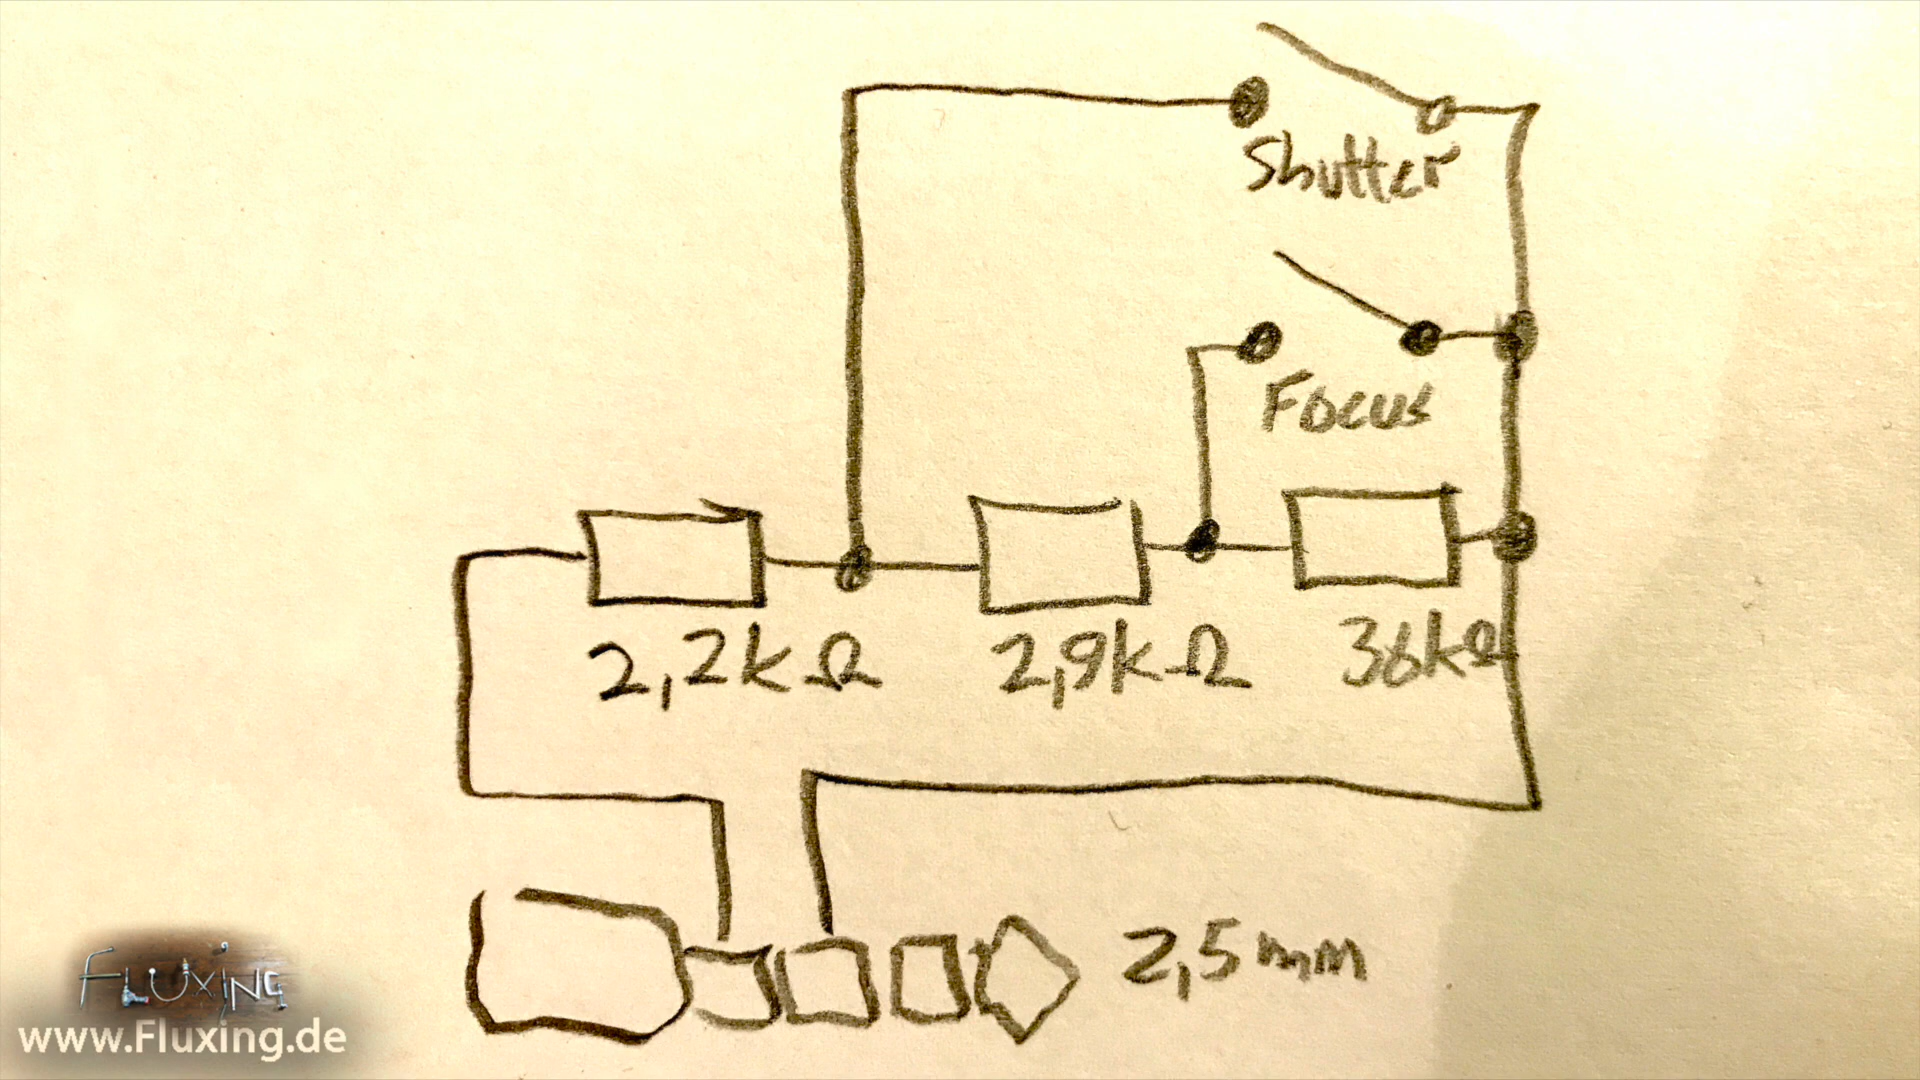 Shutter
Focus
2,2kΩ 2,9kΩ 36kΩ
2,5mm
FLUXING
www.Fluxing.de